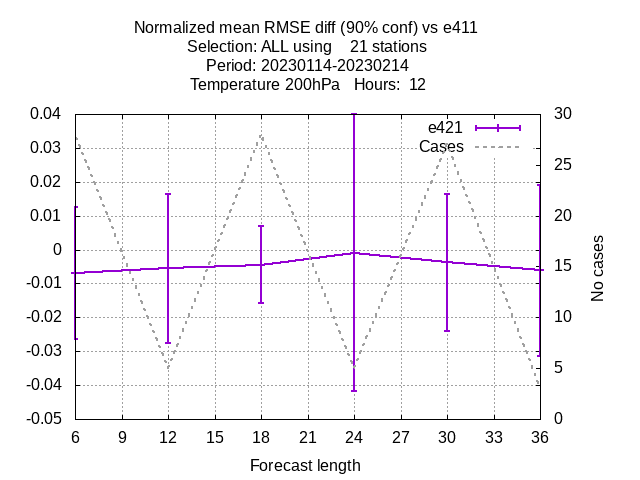 Normalized mean RMSE diff (90% conf) vs e411
Selection: ALL using    21 stations
Period: 20230114-20230214
Temperature 200hPa   Hours:  12
e421
Cases
0.04
0.03
0.02
0.01
0
-0.01
-0.02
-0.03
-0.04
-0.05
30
25
20
15
10
5
0
No cases
6 9 12 15 18 21 24 27 30 33 36
Forecast length